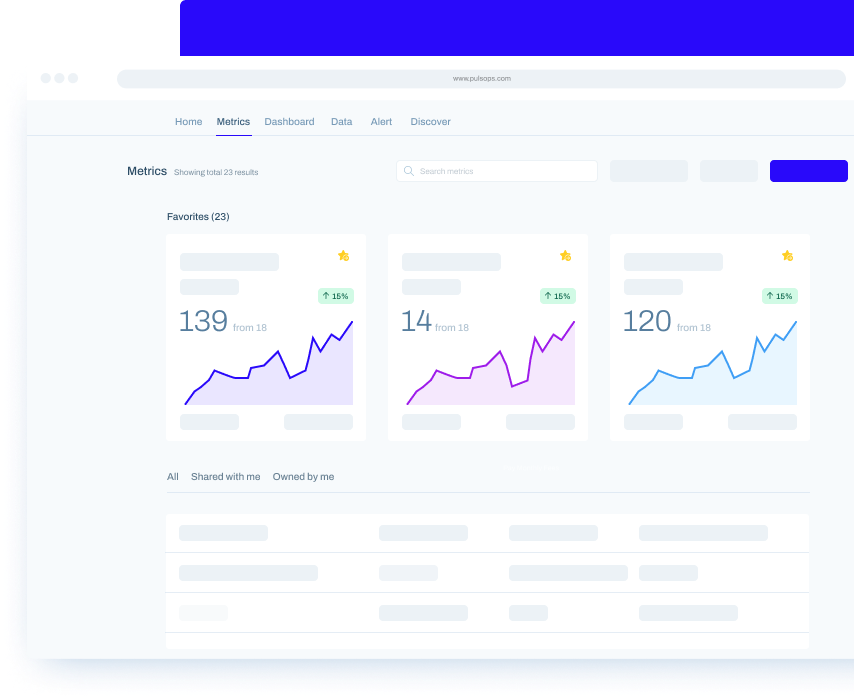 www.pulsops.com
Home Metrics Dashboard Data Alert Discover
Metrics Showing total 23 results Search metrics
Favorites (23)
↑ 15% ↑ 15% ↑ 15%
139 from 18 14 from 18 120 from 18
All Shared with me Owned by me